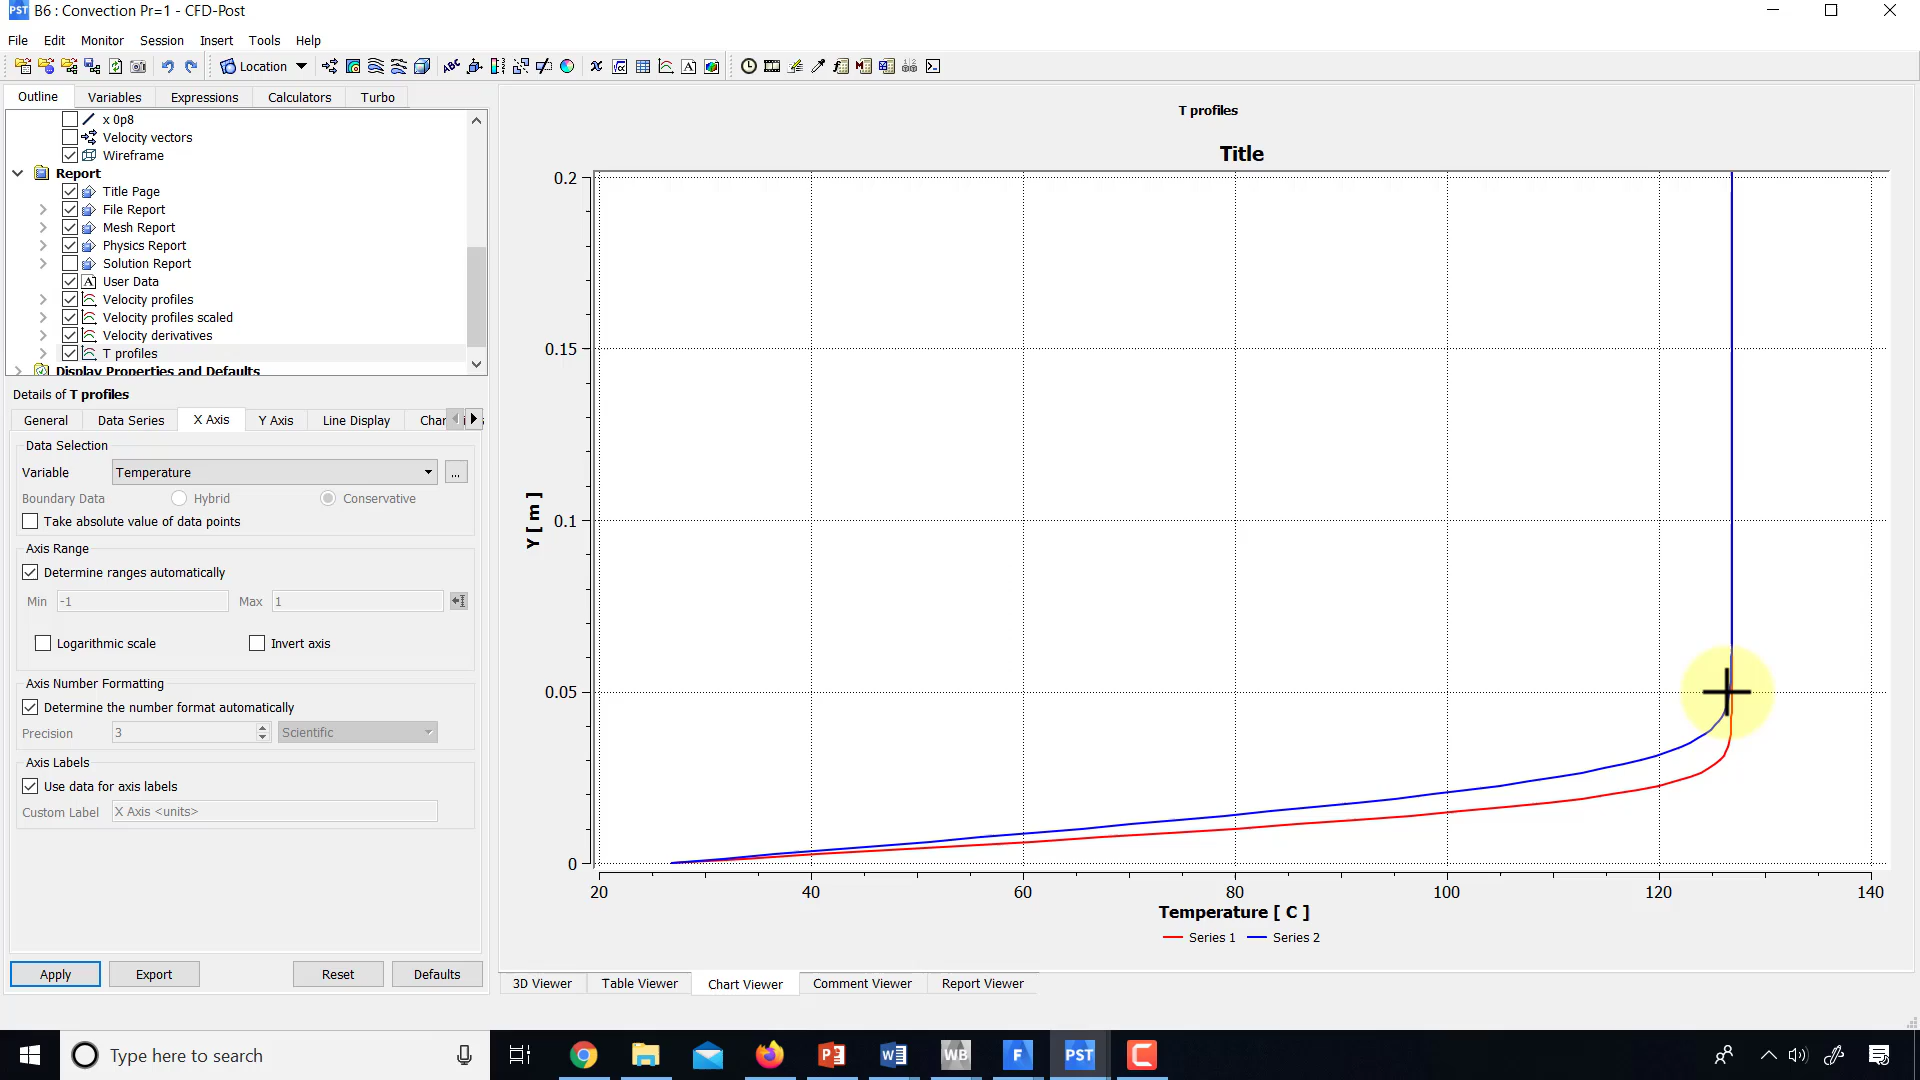 PST B6 : Convection Pr=1 - CFD-Post
File Edit Monitor Session Insert Tools Help
Location
Outline Variables Expressions Calculators Turbo
x 0p8
Velocity vectors
Wireframe
Report
Title Page
File Report
Mesh Report
Physics Report
Solution Report
User Data
Velocity profiles
Velocity profiles scaled
Velocity derivatives
T profiles
Display Properties and Defaults
Details of T profiles
General Data Series X Axis Y Axis Line Display
Data Selection
Variable Temperature ...
Boundary Data Hybrid Conservative
Take absolute value of data points
Axis Range
Determine ranges automatically
Min -1 Max 1
Logarithmic scale Invert axis
Axis Number Formatting
Determine the number format automatically
Precision 3 Scientific
Axis Labels
Use data for axis labels
Custom Label X Axis <units>
Apply Export Reset Defaults
T profiles
Title
0.2
0.15
0.1
0.05
0
Y [ m ]
20 40 60 80 100 120 140
Temperature [ C ]
Series 1 Series 2
3D Viewer Table Viewer Chart Viewer Comment Viewer Report Viewer
Type here to search
WB F PST